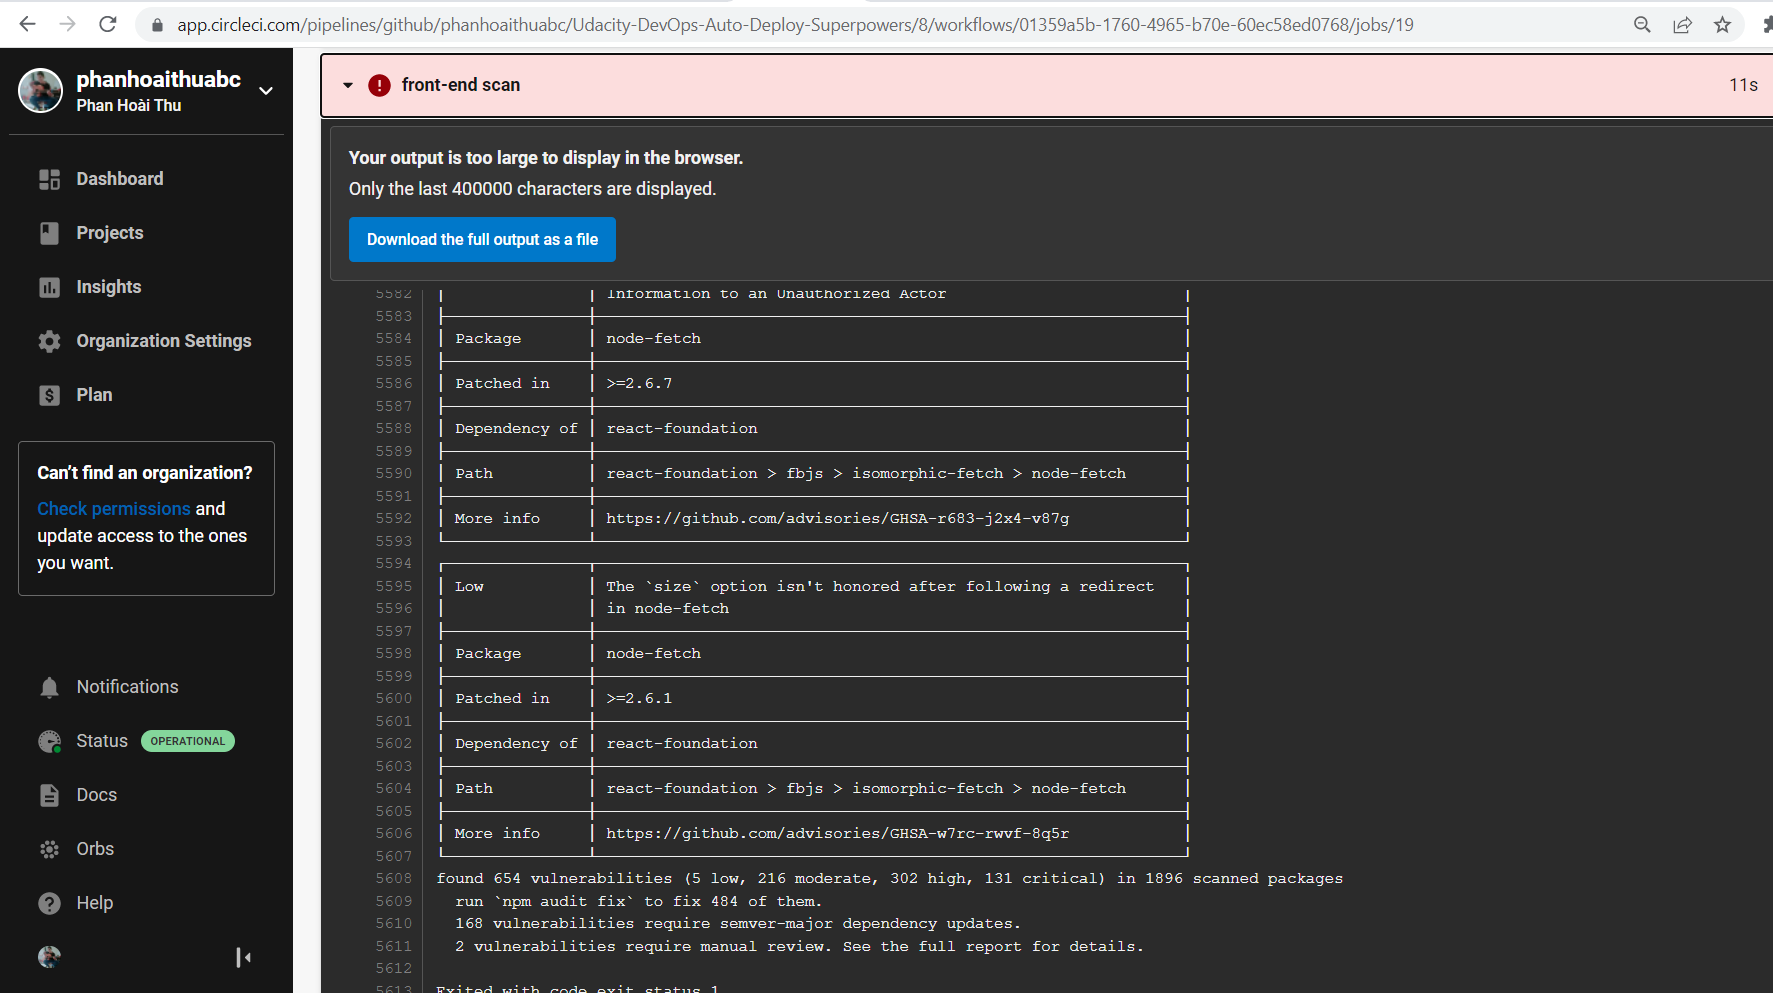 app.circleci.com/pipelines/github/phanhoaithuabc/Udacity-DevOps-Auto-Deploy-Superpowers/8/workflows/01359a5b-1760-4965-b70e-60ec58ed0768/jobs/19
phanhoaithuabc
Phan Hoài Thu
Dashboard
Projects
Insights
Organization Settings
Plan
Can't find an organization?
Check permissions and
update access to the ones
you want.
Notifications
Status OPERATIONAL
Docs
Orbs
Help
front-end scan 11s
Your output is too large to display in the browser.
Only the last 400000 characters are displayed.
Download the full output as a file
5582 Information to an Unauthorized Actor
5583
5584 Package node-fetch
5585
5586 Patched in >=2.6.7
5587
5588 Dependency of react-foundation
5589
5590 Path react-foundation > fbjs > isomorphic-fetch > node-fetch
5591
5592 More info https://github.com/advisories/GHSA-r683-j2x4-v87g
5593
5594
5595 Low The `size` option isn't honored after following a redirect
5596 in node-fetch
5597
5598 Package node-fetch
5599
5600 Patched in >=2.6.1
5601
5602 Dependency of react-foundation
5603
5604 Path react-foundation > fbjs > isomorphic-fetch > node-fetch
5605
5606 More info https://github.com/advisories/GHSA-w7rc-rwvf-8q5r
5607
5608 found 654 vulnerabilities (5 low, 216 moderate, 302 high, 131 critical) in 1896 scanned packages
5609 run `npm audit fix` to fix 484 of them.
5610 168 vulnerabilities require semver-major dependency updates.
5611 2 vulnerabilities require manual review. See the full report for details.
5612
5613 Exited with code exit status 1